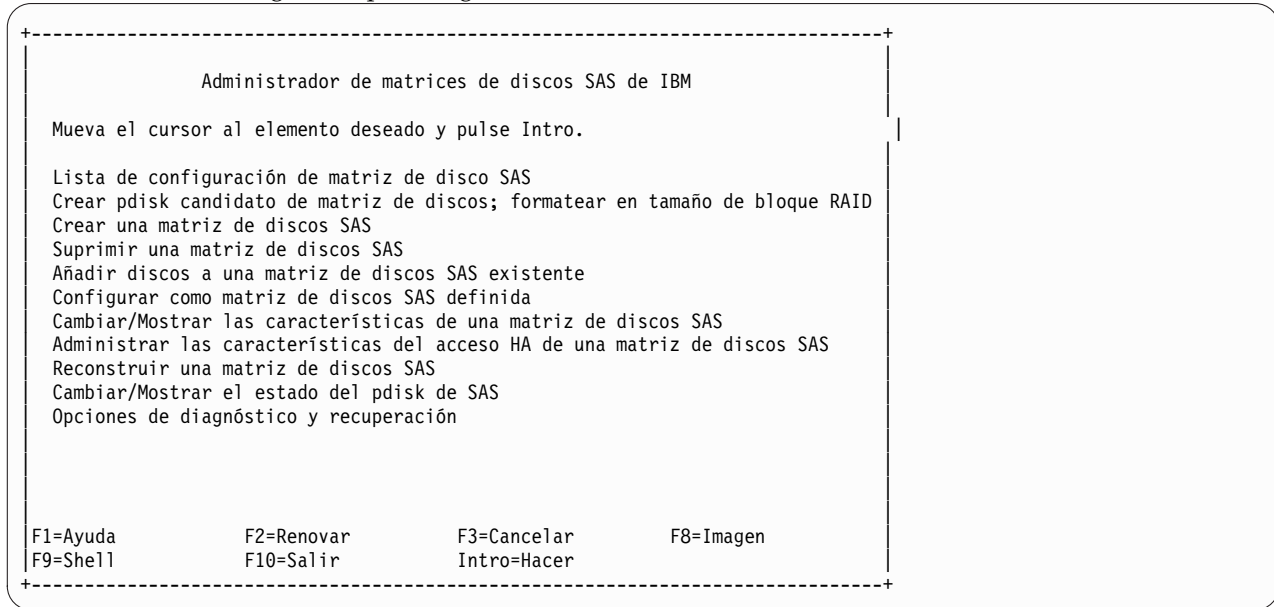 +------------------------------------------------------------------------------+
Administrador de matrices de discos SAS de IBM
Mueva el cursor al elemento deseado y pulse Intro.
Lista de configuración de matriz de disco SAS
Crear pdisk candidato de matriz de discos; formatear en tamaño de bloque RAID
Crear una matriz de discos SAS
Suprimir una matriz de discos SAS
Añadir discos a una matriz de discos SAS existente
Configurar como matriz de discos SAS definida
Cambiar/Mostrar las características de una matriz de discos SAS
Administrar las características del acceso HA de una matriz de discos SAS
Reconstruir una matriz de discos SAS
Cambiar/Mostrar el estado del pdisk de SAS
Opciones de diagnóstico y recuperación
F1=Ayuda F2=Renovar F3=Cancelar F8=Imagen
F9=Shell F10=Salir Intro=Hacer
+------------------------------------------------------------------------------+